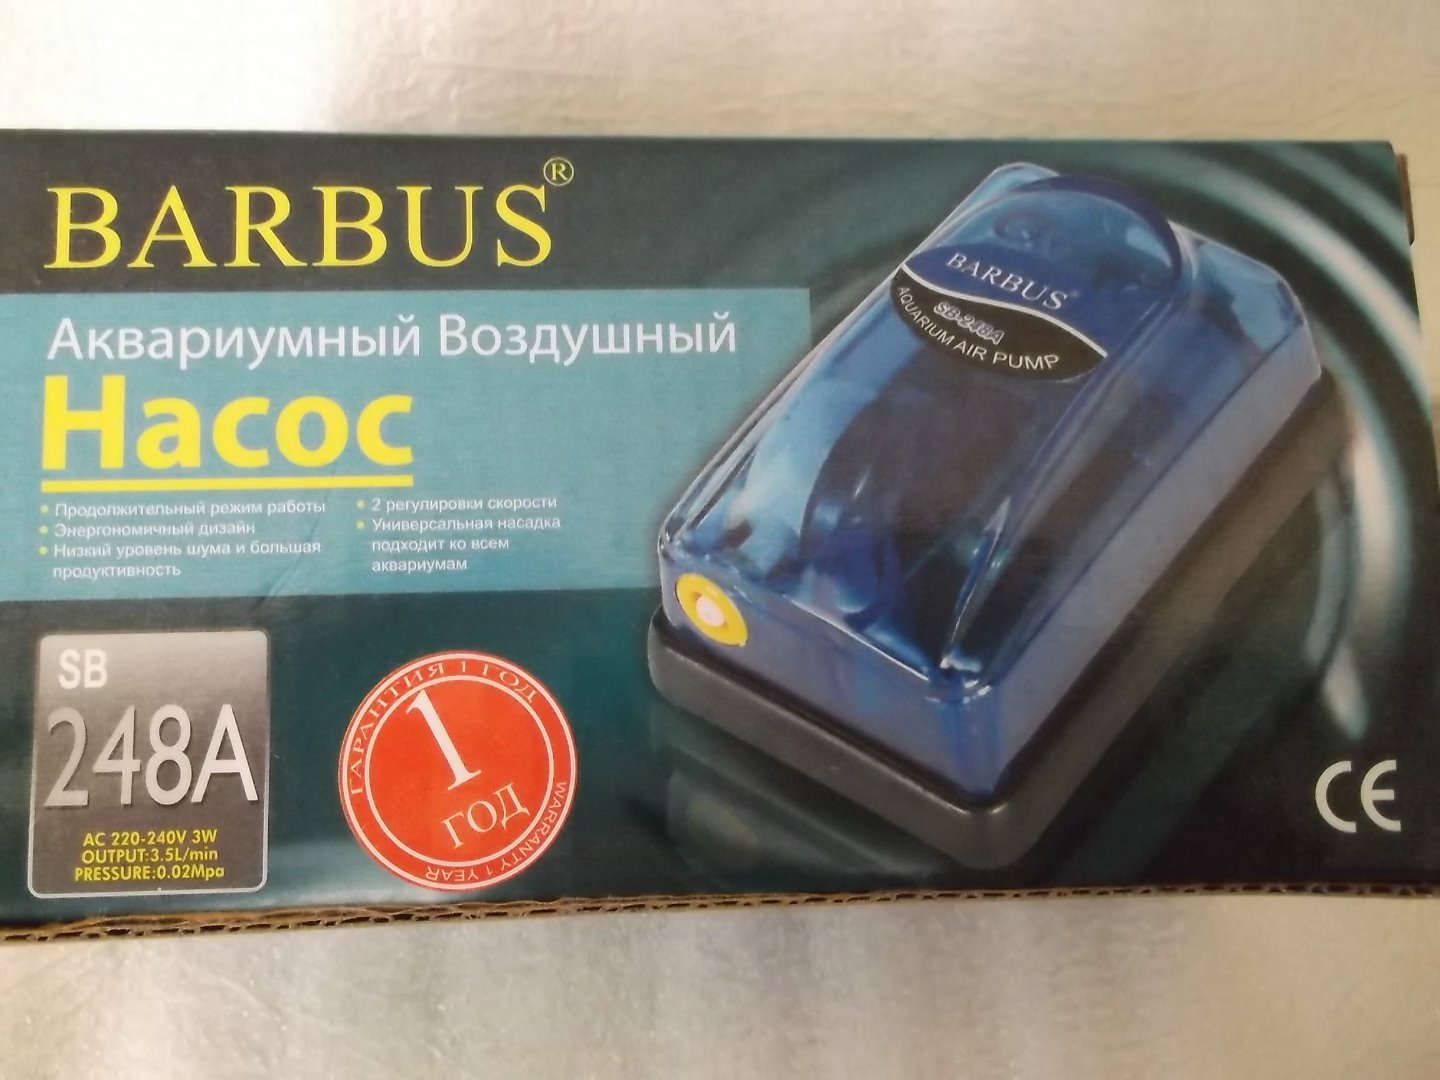 BARBUS®
Аквариумный Воздушный
Насос
• Продолжительный режим работы
• Энергономичный дизайн
• Низкий уровень шума и большая
продуктивность
• 2 регулировки скорости
• Универсальная насадка
подходит ко всем
аквариумам
BARBUS
SB-248A
AQUARIUM AIR PUMP
SB
248A
AC 220-240V 3W
OUTPUT:3.5L/min
PRESSURE:0.02Mpa
ГАРАНТИЯ 1 ГОД
1
ГОД
WARRANTY 1 YEAR
CE